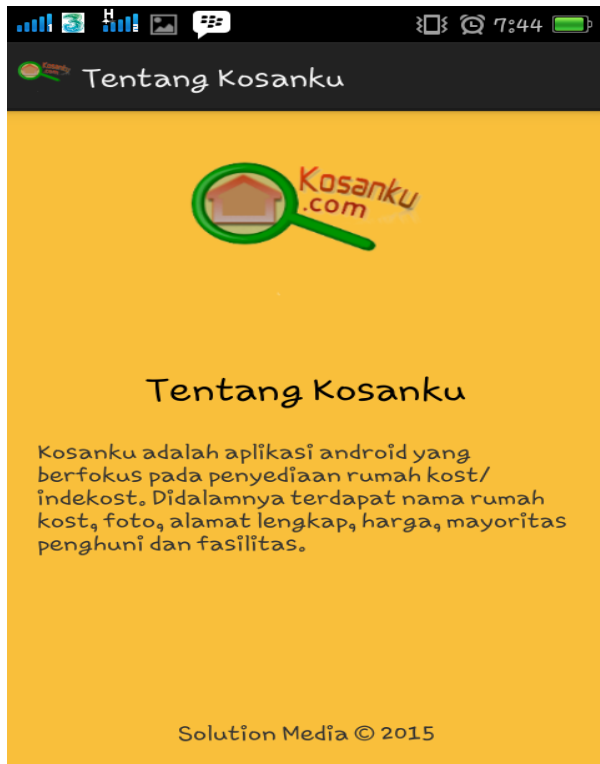 H
3
7:44
Tentang Kosanku
Kosanku
.com
Tentang Kosanku
Kosanku adalah aplikasi android yang
berfokus pada penyediaan rumah kost/
indekost. Didalamnya terdapat nama rumah
kost, foto, alamat lengkap, harga, mayoritas
penghuni dan fasilitas.
Solution Media © 2015